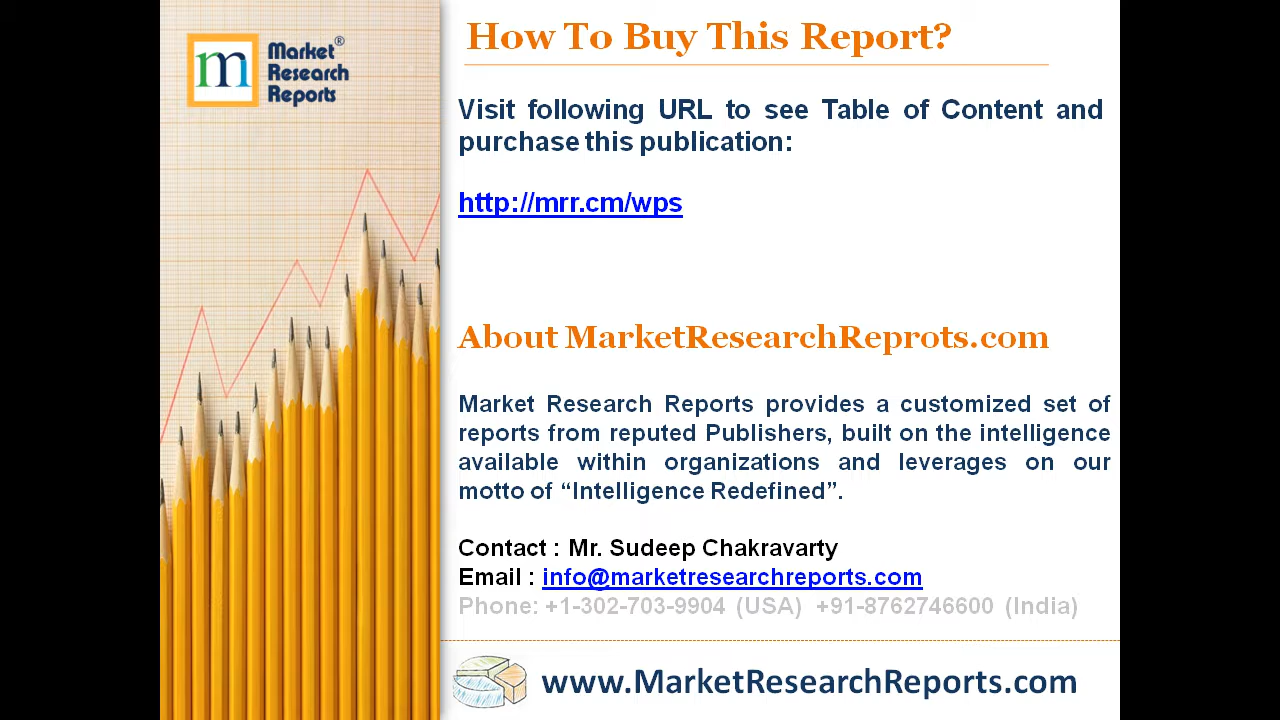 Market®
Research
Reports
m
How To Buy This Report?
Visit following URL to see Table of Content and
purchase this publication:
http://mrr.cm/wps
About MarketResearchReprots.com
Market Research Reports provides a customized set of
reports from reputed Publishers, built on the intelligence
available within organizations and leverages on our
motto of “Intelligence Redefined”.
Contact : Mr. Sudeep Chakravarty
Email : info@marketresearchreports.com
Phone: +1-302-703-9904 (USA) +91-8762746600 (India)
www.MarketResearchReports.com